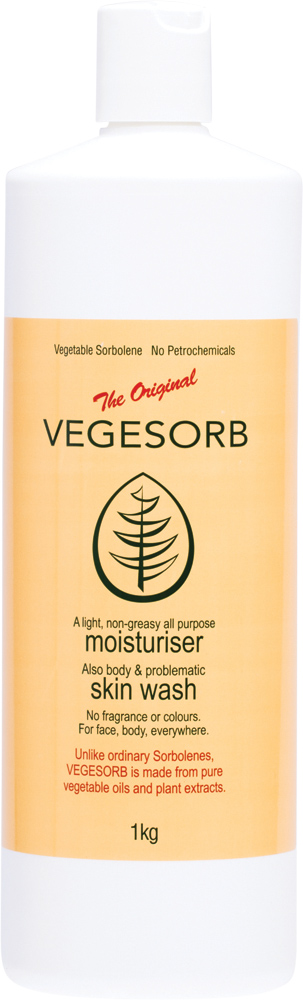 Vegetable Sorbolene No Petrochemicals
The Original
VEGESORB
A light, non-greasy all purpose
moisturiser
Also body & problematic
skin wash
No fragrance or colours.
For face, body, everywhere.
Unlike ordinary Sorbolenes,
VEGESORB is made from pure
vegetable oils and plant extracts.
1kg